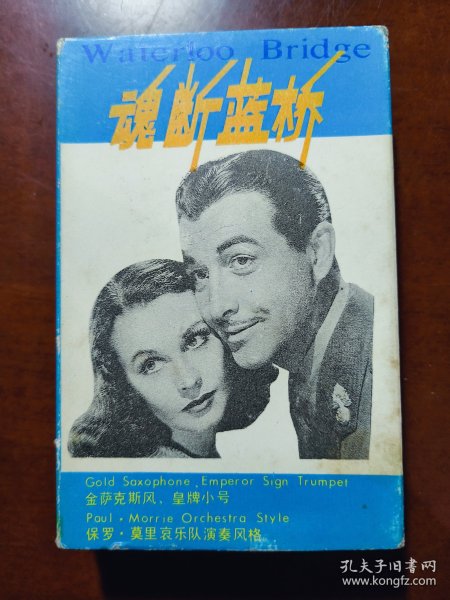 Waterloo Bridge
魂断蓝桥
Gold Saxophone, Emperor Sign Trumpet
金萨克斯风、皇牌小号
Paul · Morrie Orchestra Style
保罗·莫里哀乐队演奏风格
孔夫子旧书网
www.kongfz.com